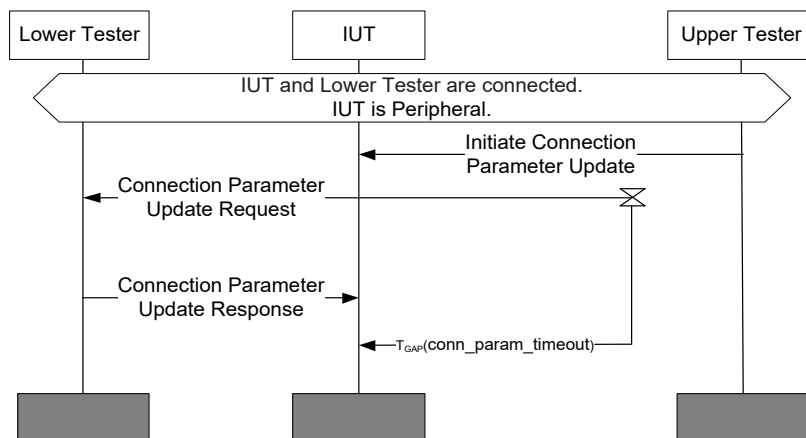 Lower Tester
IUT
Upper Tester
IUT and Lower Tester are connected.
IUT is Peripheral.
Initiate Connection
Parameter Update
Connection Parameter
Update Request
Connection Parameter
Update Response
TGAP(conn_param_timeout)